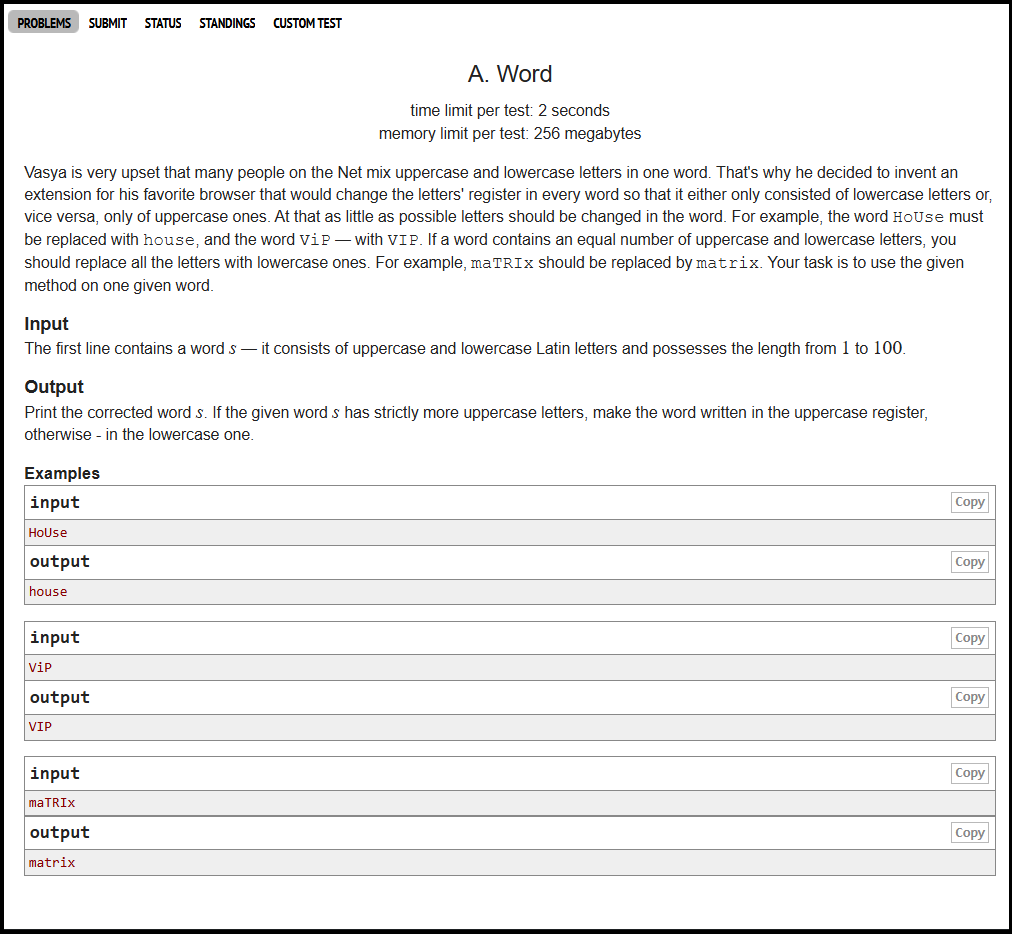 PROBLEMS SUBMIT STATUS STANDINGS CUSTOM TEST
A. Word
time limit per test: 2 seconds
memory limit per test: 256 megabytes
Vasya is very upset that many people on the Net mix uppercase and lowercase letters in one word. That's why he decided to invent an
extension for his favorite browser that would change the letters' register in every word so that it either only consisted of lowercase letters or,
vice versa, only of uppercase ones. At that as little as possible letters should be changed in the word. For example, the word HoUse must
be replaced with house, and the word ViP — with VIP. If a word contains an equal number of uppercase and lowercase letters, you
should replace all the letters with lowercase ones. For example, maTRIx should be replaced by matrix. Your task is to use the given
method on one given word.
Input
The first line contains a word s — it consists of uppercase and lowercase Latin letters and possesses the length from 1 to 100.
Output
Print the corrected word s. If the given word s has strictly more uppercase letters, make the word written in the uppercase register,
otherwise - in the lowercase one.
Examples
input Copy
HoUse
output Copy
house
input Copy
ViP
output Copy
VIP
input Copy
maTRIx
output Copy
matrix